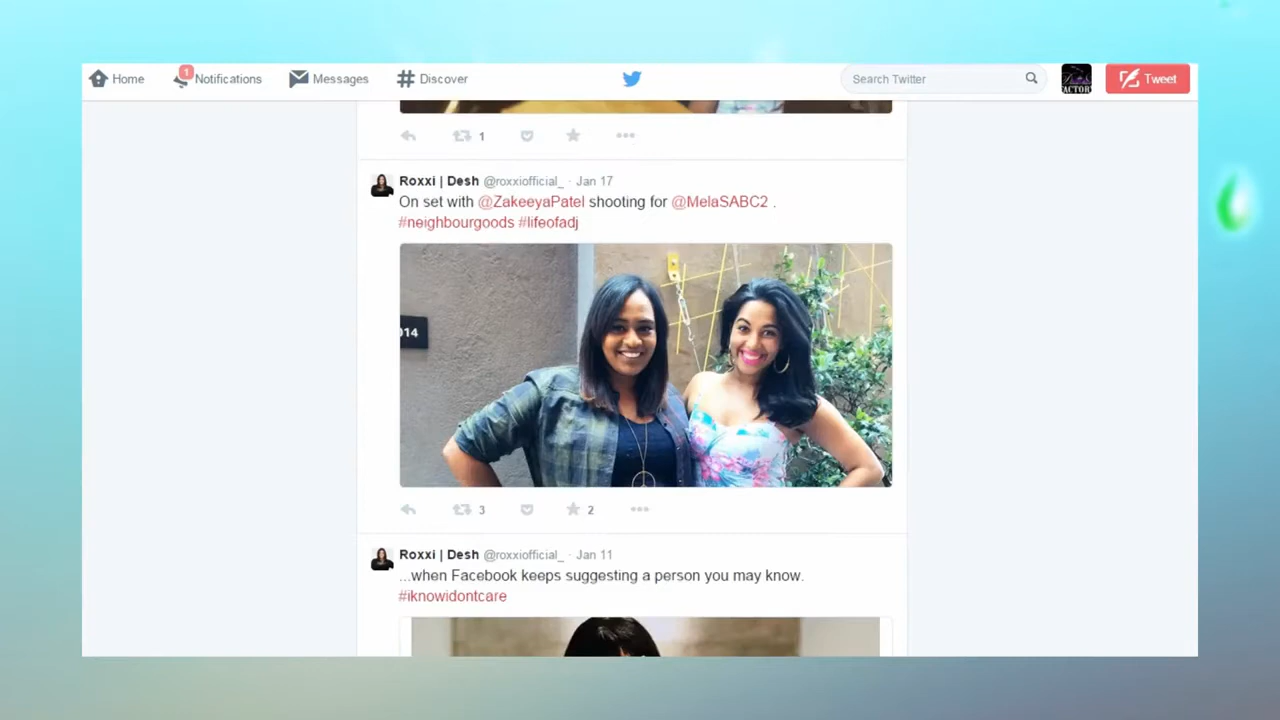 Home
1
Notifications
Messages
Discover
Search Twitter
Tweet
1
Roxxi | Desh @roxxiofficial_ · Jan 17
On set with @ZakeeyaPatel shooting for @MelaSABC2 .
#neighbourgoods #lifeofadj
014
3
2
Roxxi | Desh @roxxiofficial_ · Jan 11
...when Facebook keeps suggesting a person you may know.
#iknowidontcare